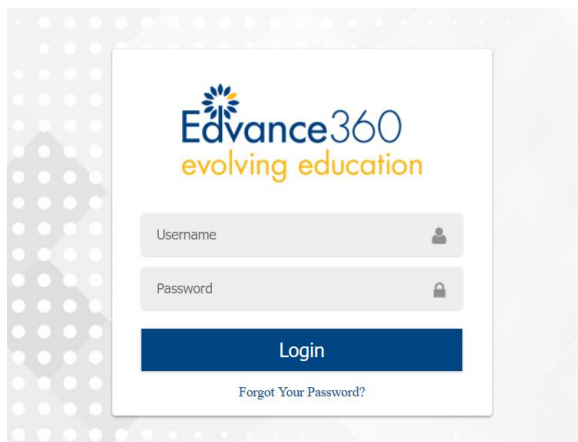 Edvance360
evolving education
Username
Password
Login
Forgot Your Password?